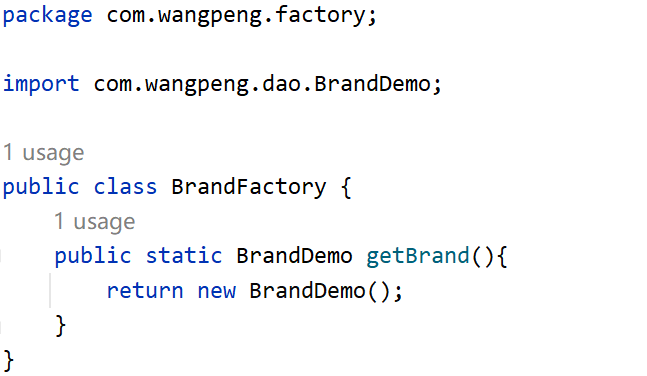 package com.wangpeng.factory;
import com.wangpeng.dao.BrandDemo;
1 usage
public class BrandFactory {
1 usage
public static BrandDemo getBrand(){
return new BrandDemo();
}
}